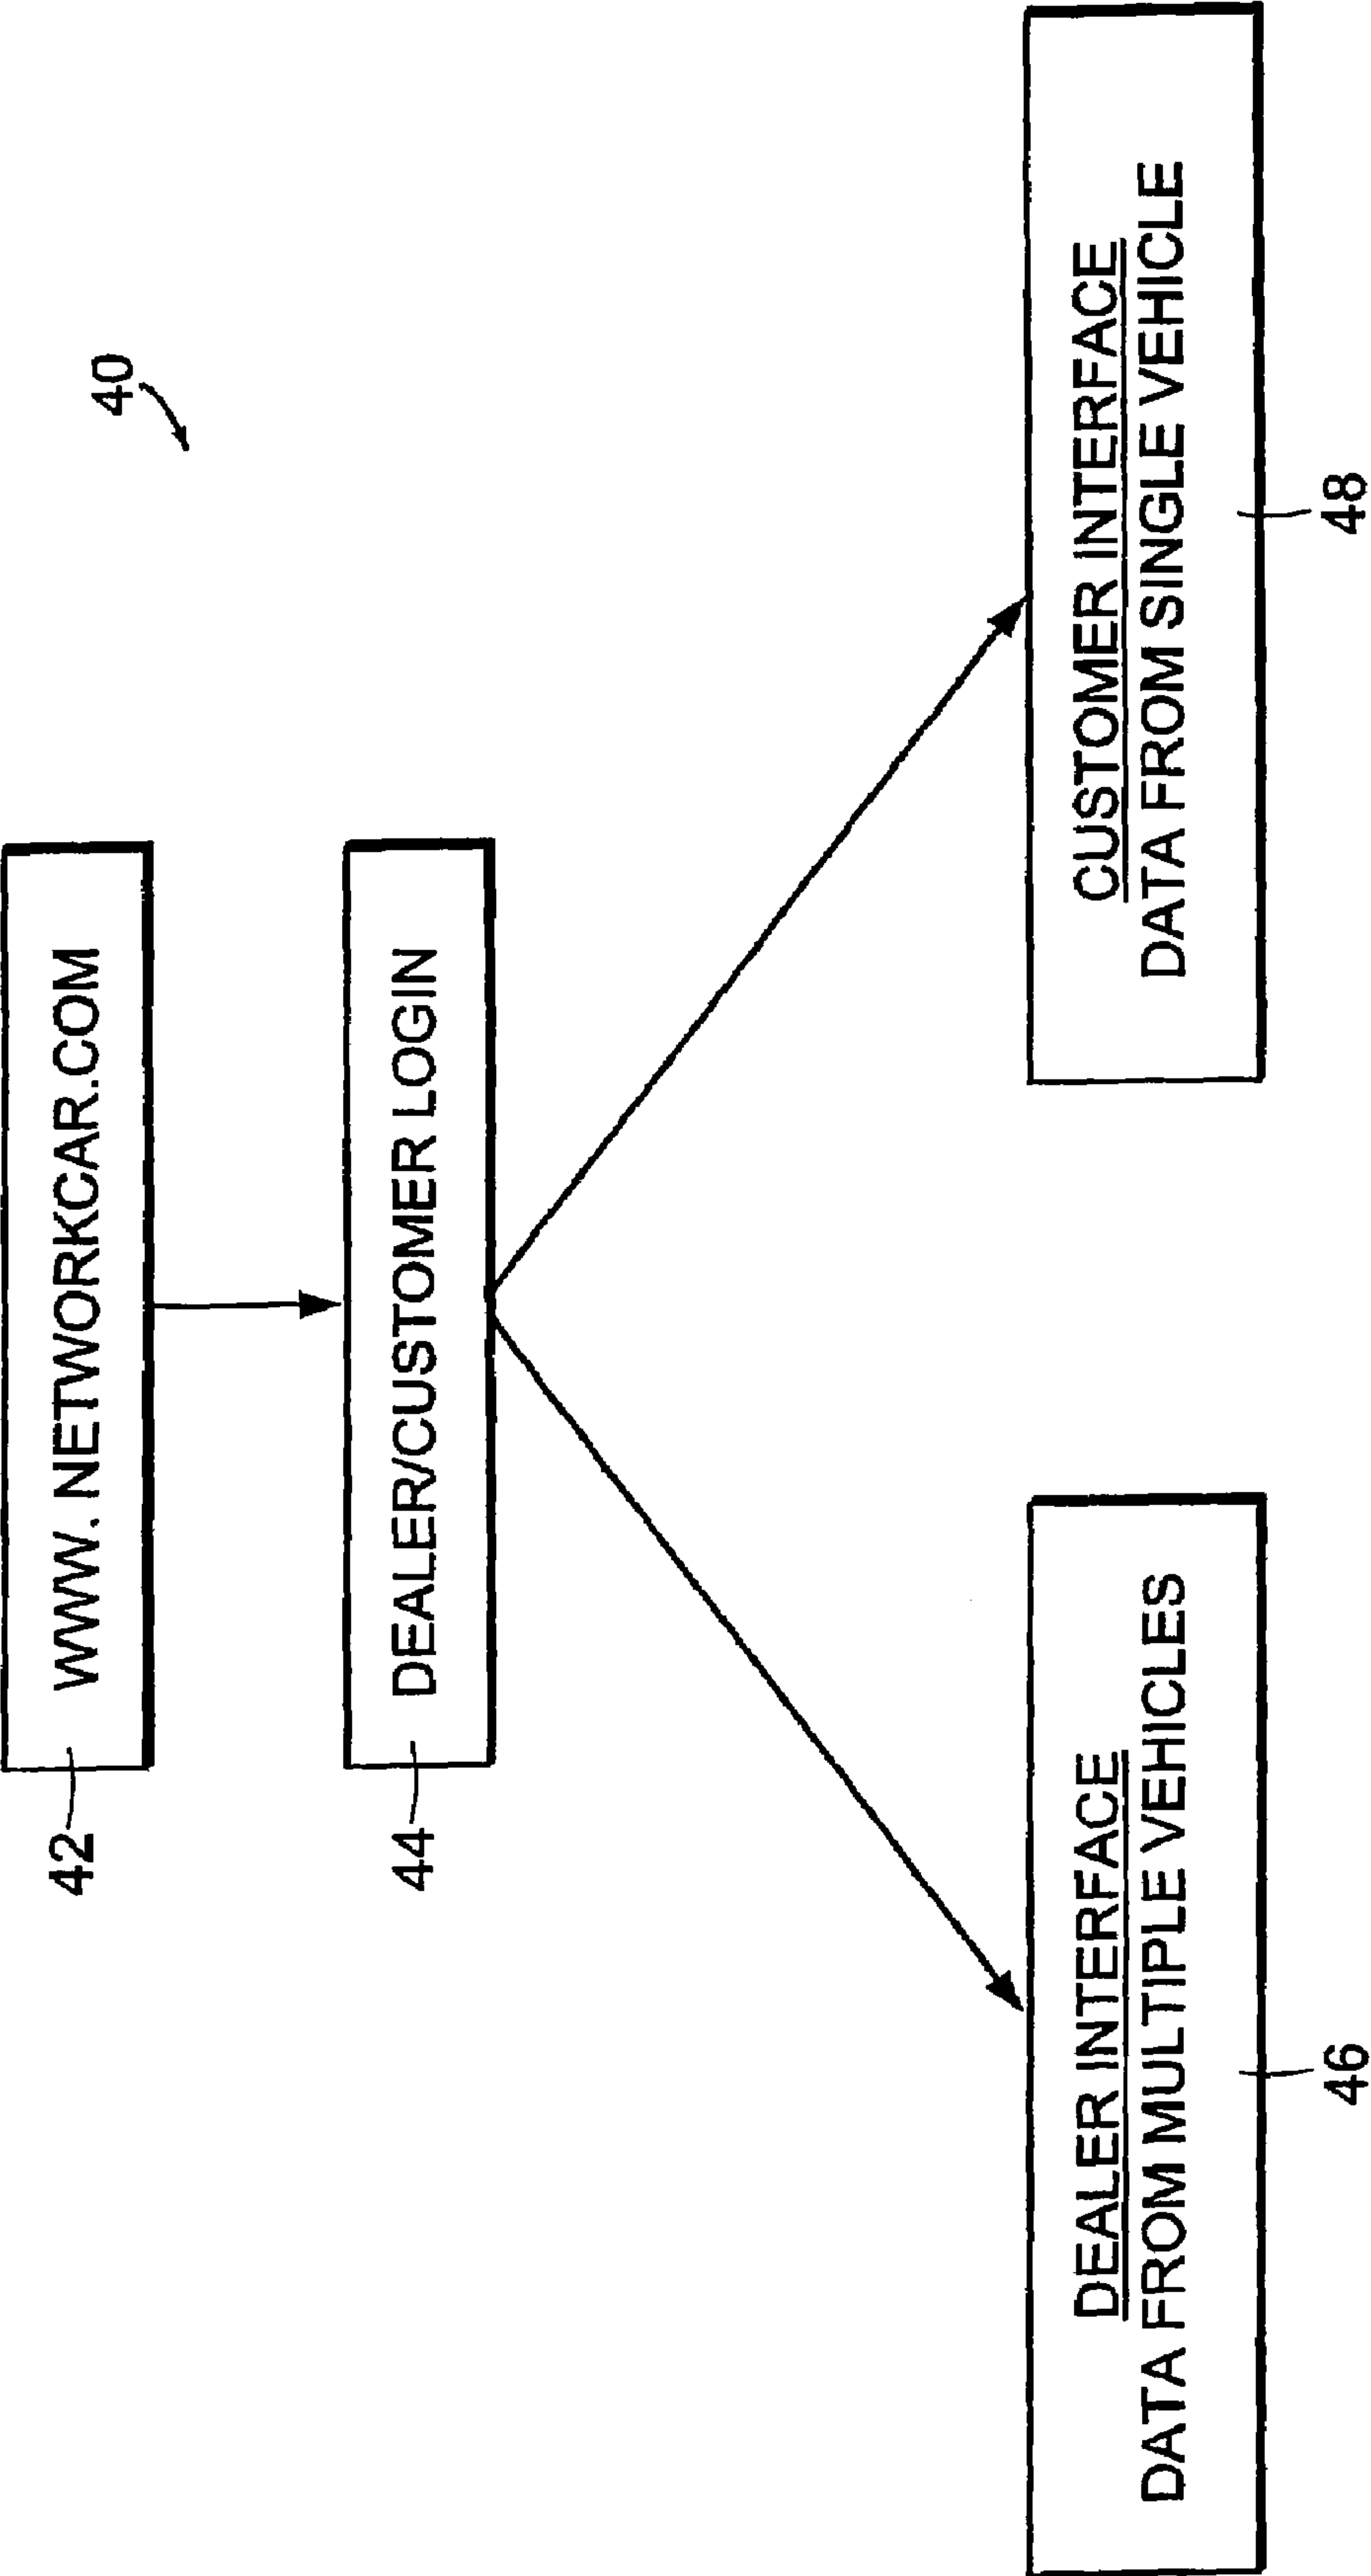 40
42
WWW. NETWORKCAR.COM
44
DEALER/CUSTOMER LOGIN
DEALER INTERFACE
DATA FROM MULTIPLE VEHICLES
46
CUSTOMER INTERFACE
DATA FROM SINGLE VEHICLE
48